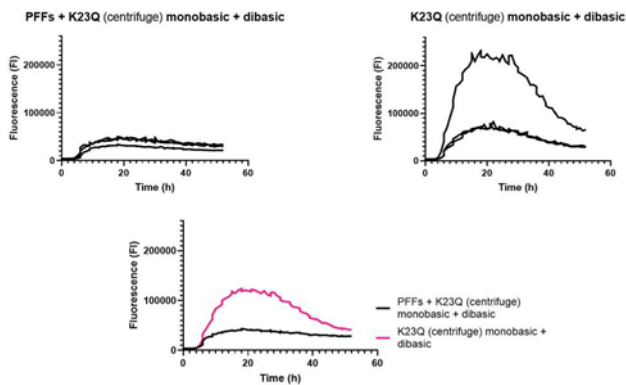 PFFs + K23Q (centrifuge) monobasic + dibasic
K23Q (centrifuge) monobasic + dibasic
Fluorescence (FI)
200000
100000
0
0 20 40 60
Time (h)
Fluorescence (FI)
200000
100000
0
0 20 40 60
Time (h)
Fluorescence (FI)
200000
100000
0
0 20 40 60
Time (h)
PFFs + K23Q (centrifuge)
monobasic + dibasic
K23Q (centrifuge) monobasic +
dibasic